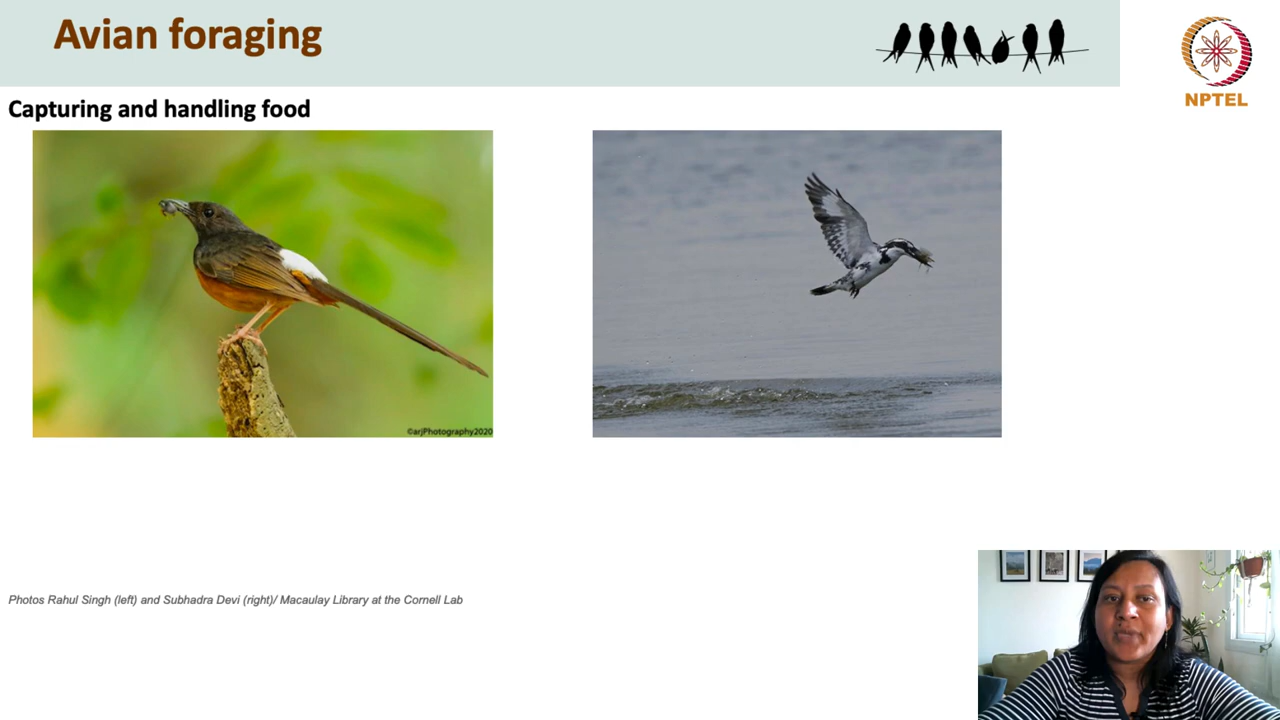 Avian foraging
NPTEL
Capturing and handling food
©arjPhotography2020
Photos Rahul Singh (left) and Subhadra Devi (right)/ Macaulay Library at the Cornell Lab